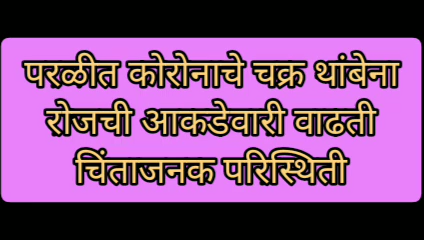 परळीत कोरोनाचे चक्र थांबेना
रोजची आकडेवारी वाढती
चिंताजनक परिस्थिती